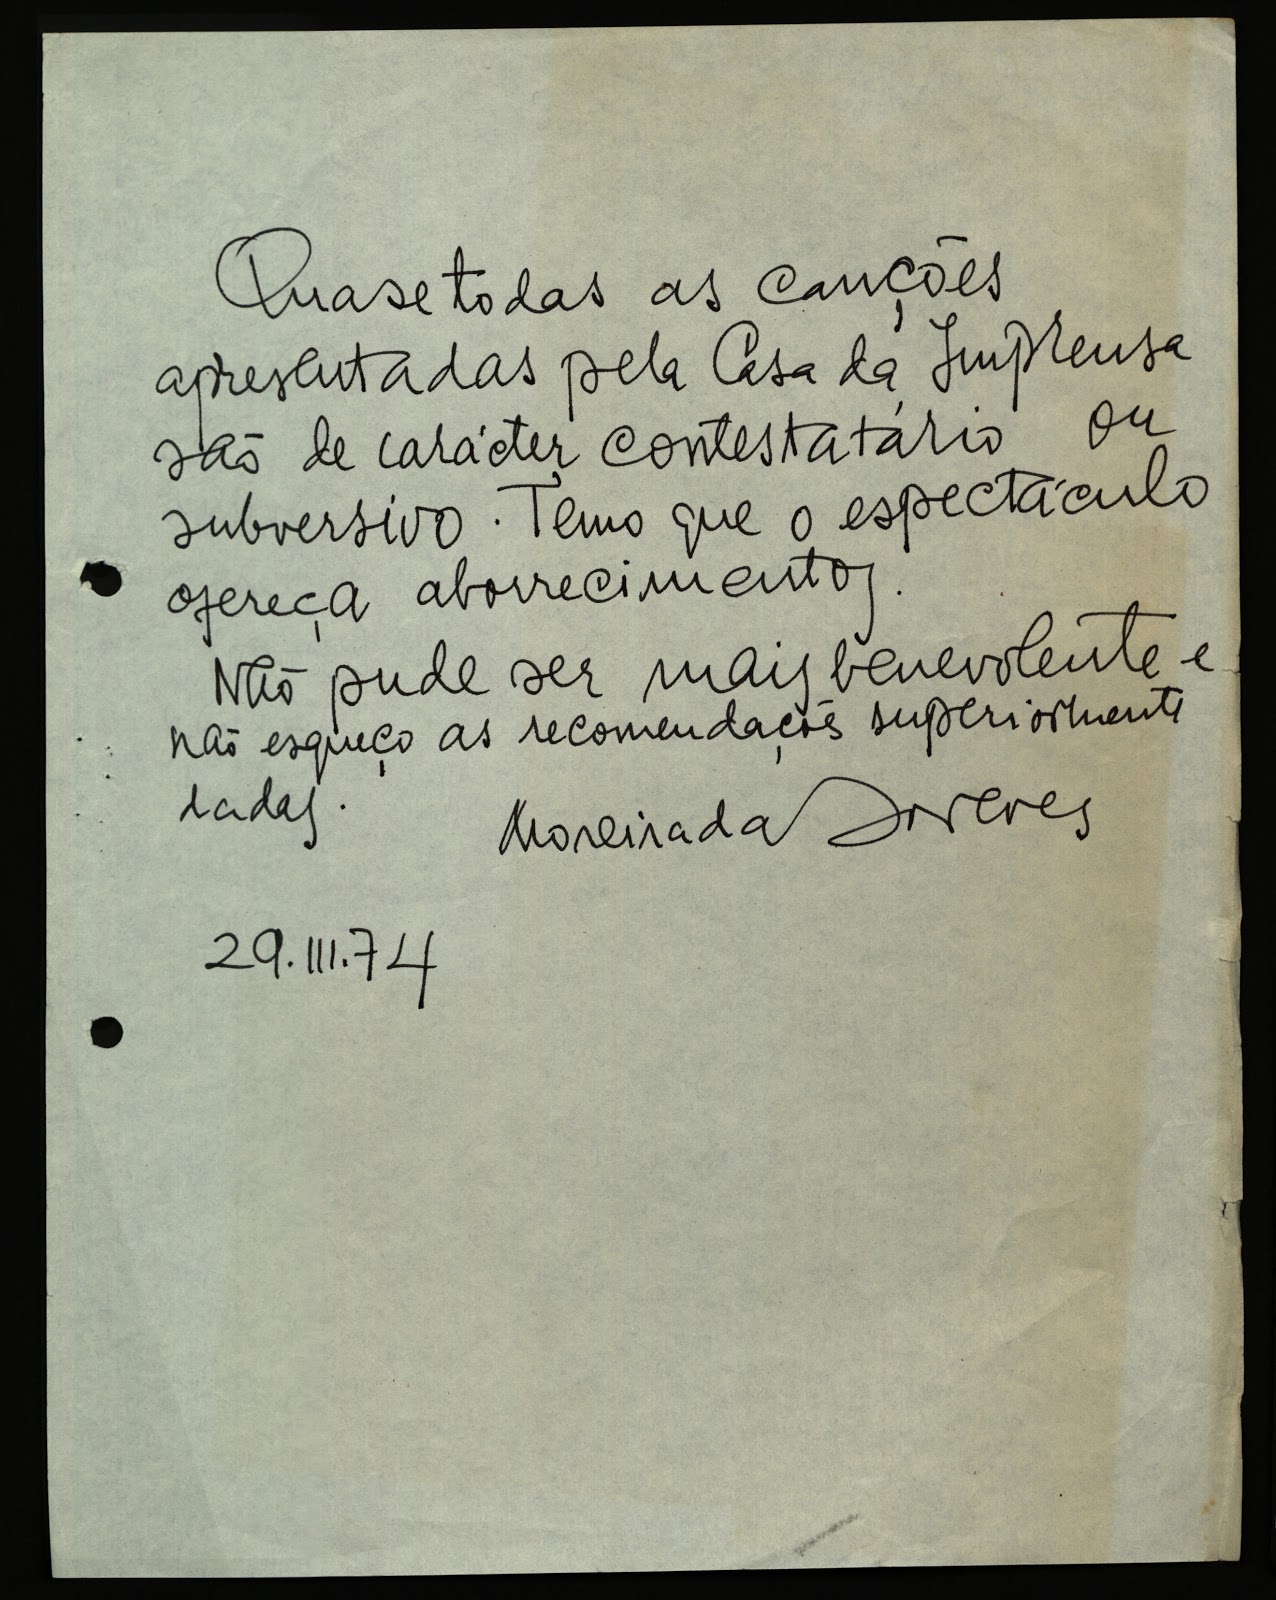 Quase todas as canções
apresentadas pela Casa da Imprensa
são de carácter contestatário ou
subversivo. Temo que o espectáculo
ofereça aborrecimentos.
Não pude ser mais benevolente e
não esqueço as recomendações superiormente
dadas.
Moreira da
29.III.74